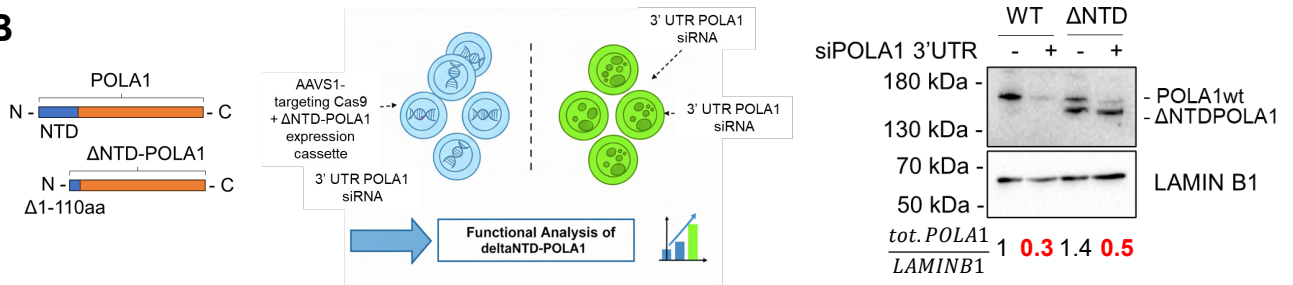 B
POLA1
N -
- C
NTD
ΔNTD-POLA1
N -
- C
Δ1-110aa
AAVS1-
targeting Cas9
+ ΔNTD-POLA1
expression
cassette
3' UTR POLA1
siRNA
3' UTR POLA1
siRNA
3' UTR POLA1
siRNA
Functional Analysis of
deltaNTD-POLA1
WT ΔNTD
siPOLA1 3'UTR - + - +
180 kDa -
- POLA1wt
- ΔNTDPOLA1
130 kDa -
70 kDa -
LAMIN B1
50 kDa -
tot.POLA1
LAMINB1
1 0.3 1.4 0.5